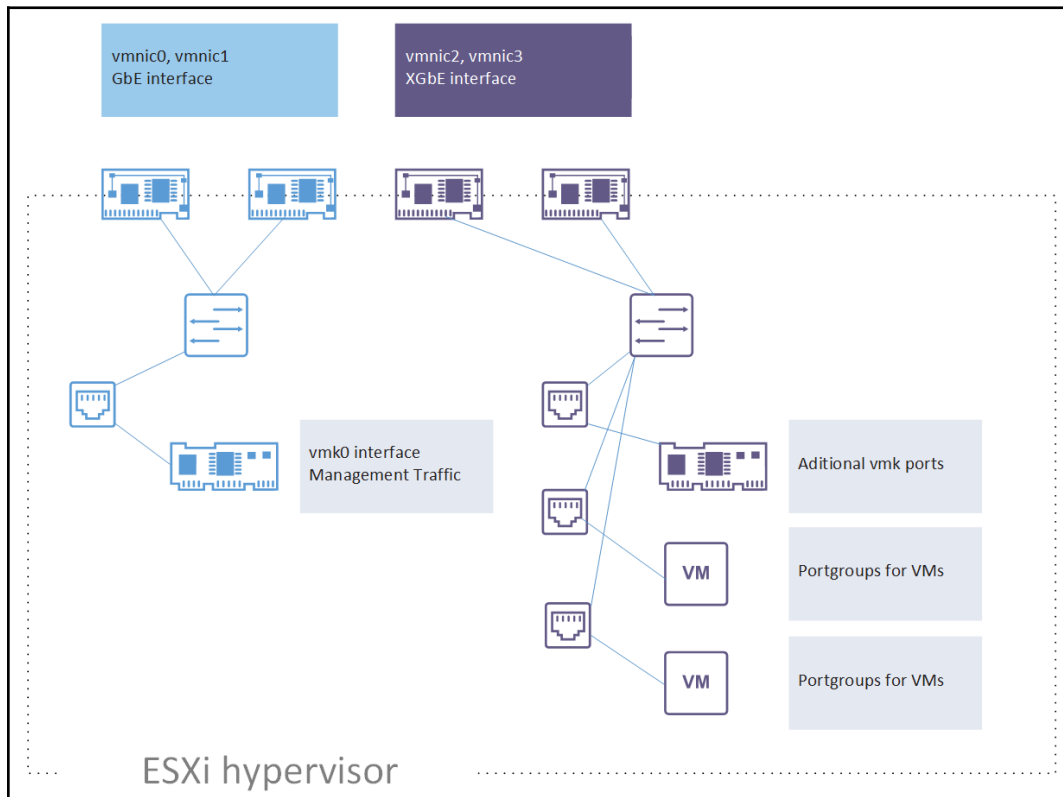 vmnic0, vmnic1
GbE interface
vmnic2, vmnic3
XGbE interface
vmk0 interface
Management Traffic
Aditional vmk ports
VM
Portgroups for VMs
VM
Portgroups for VMs
ESXi hypervisor